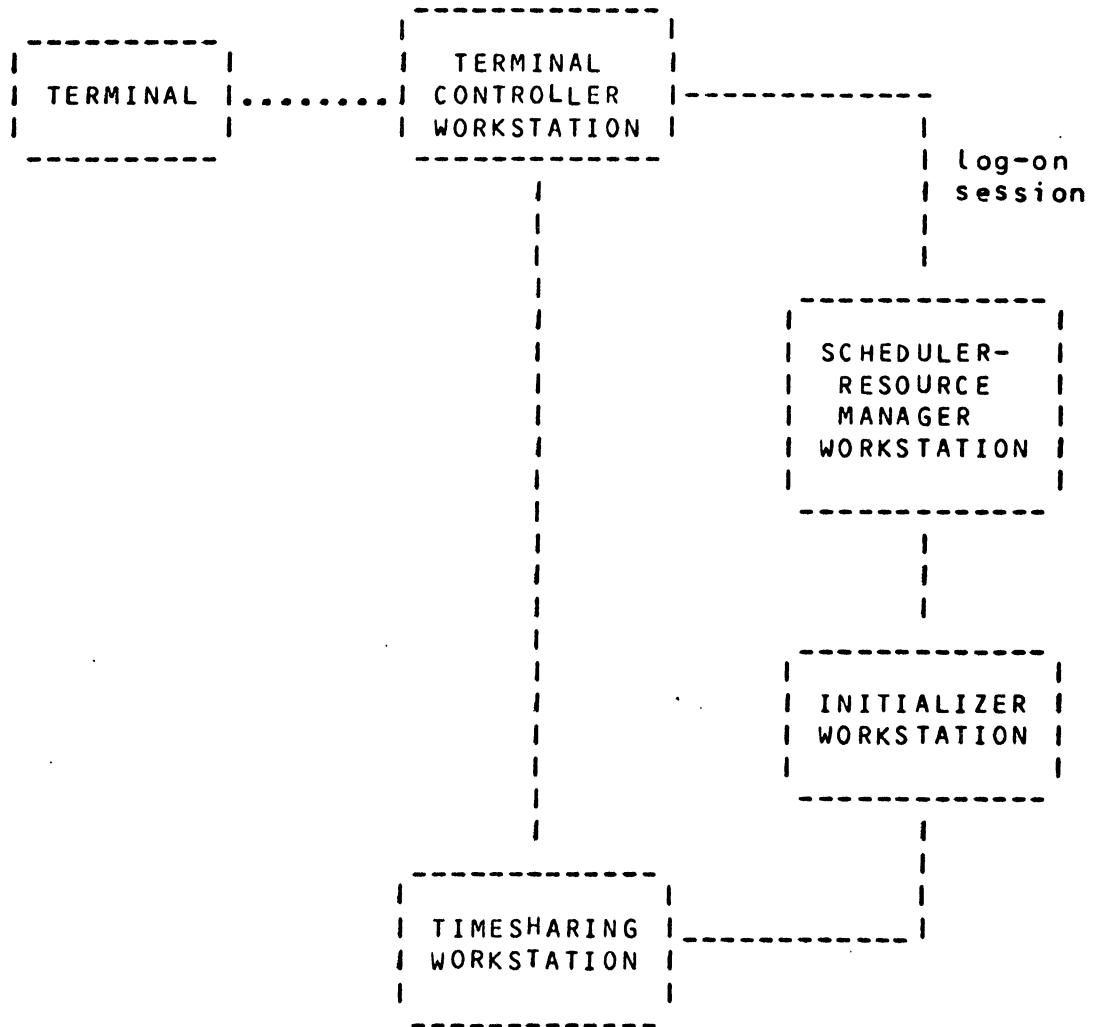 TERMINAL
TERMINAL
CONTROLLER
WORKSTATION
log-on
session
SCHEDULER-
RESOURCE
MANAGER
WORKSTATION
INITIALIZER
WORKSTATION
TIMESHARING
WORKSTATION